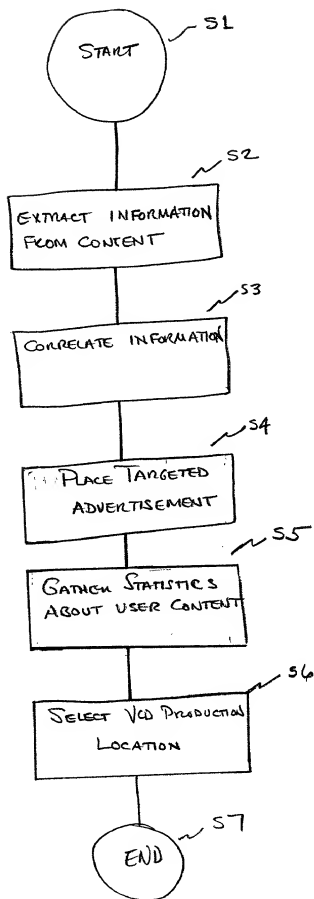 S1
START
S2
EXTRACT INFORMATION
FROM CONTENT
S3
CORRELATE INFORMATION
S4
PLACE TARGETED
ADVERTISEMENT
S5
GATHER STATISTICS
ABOUT USER CONTENT
S6
SELECT VCD PRODUCTION
LOCATION
S7
END